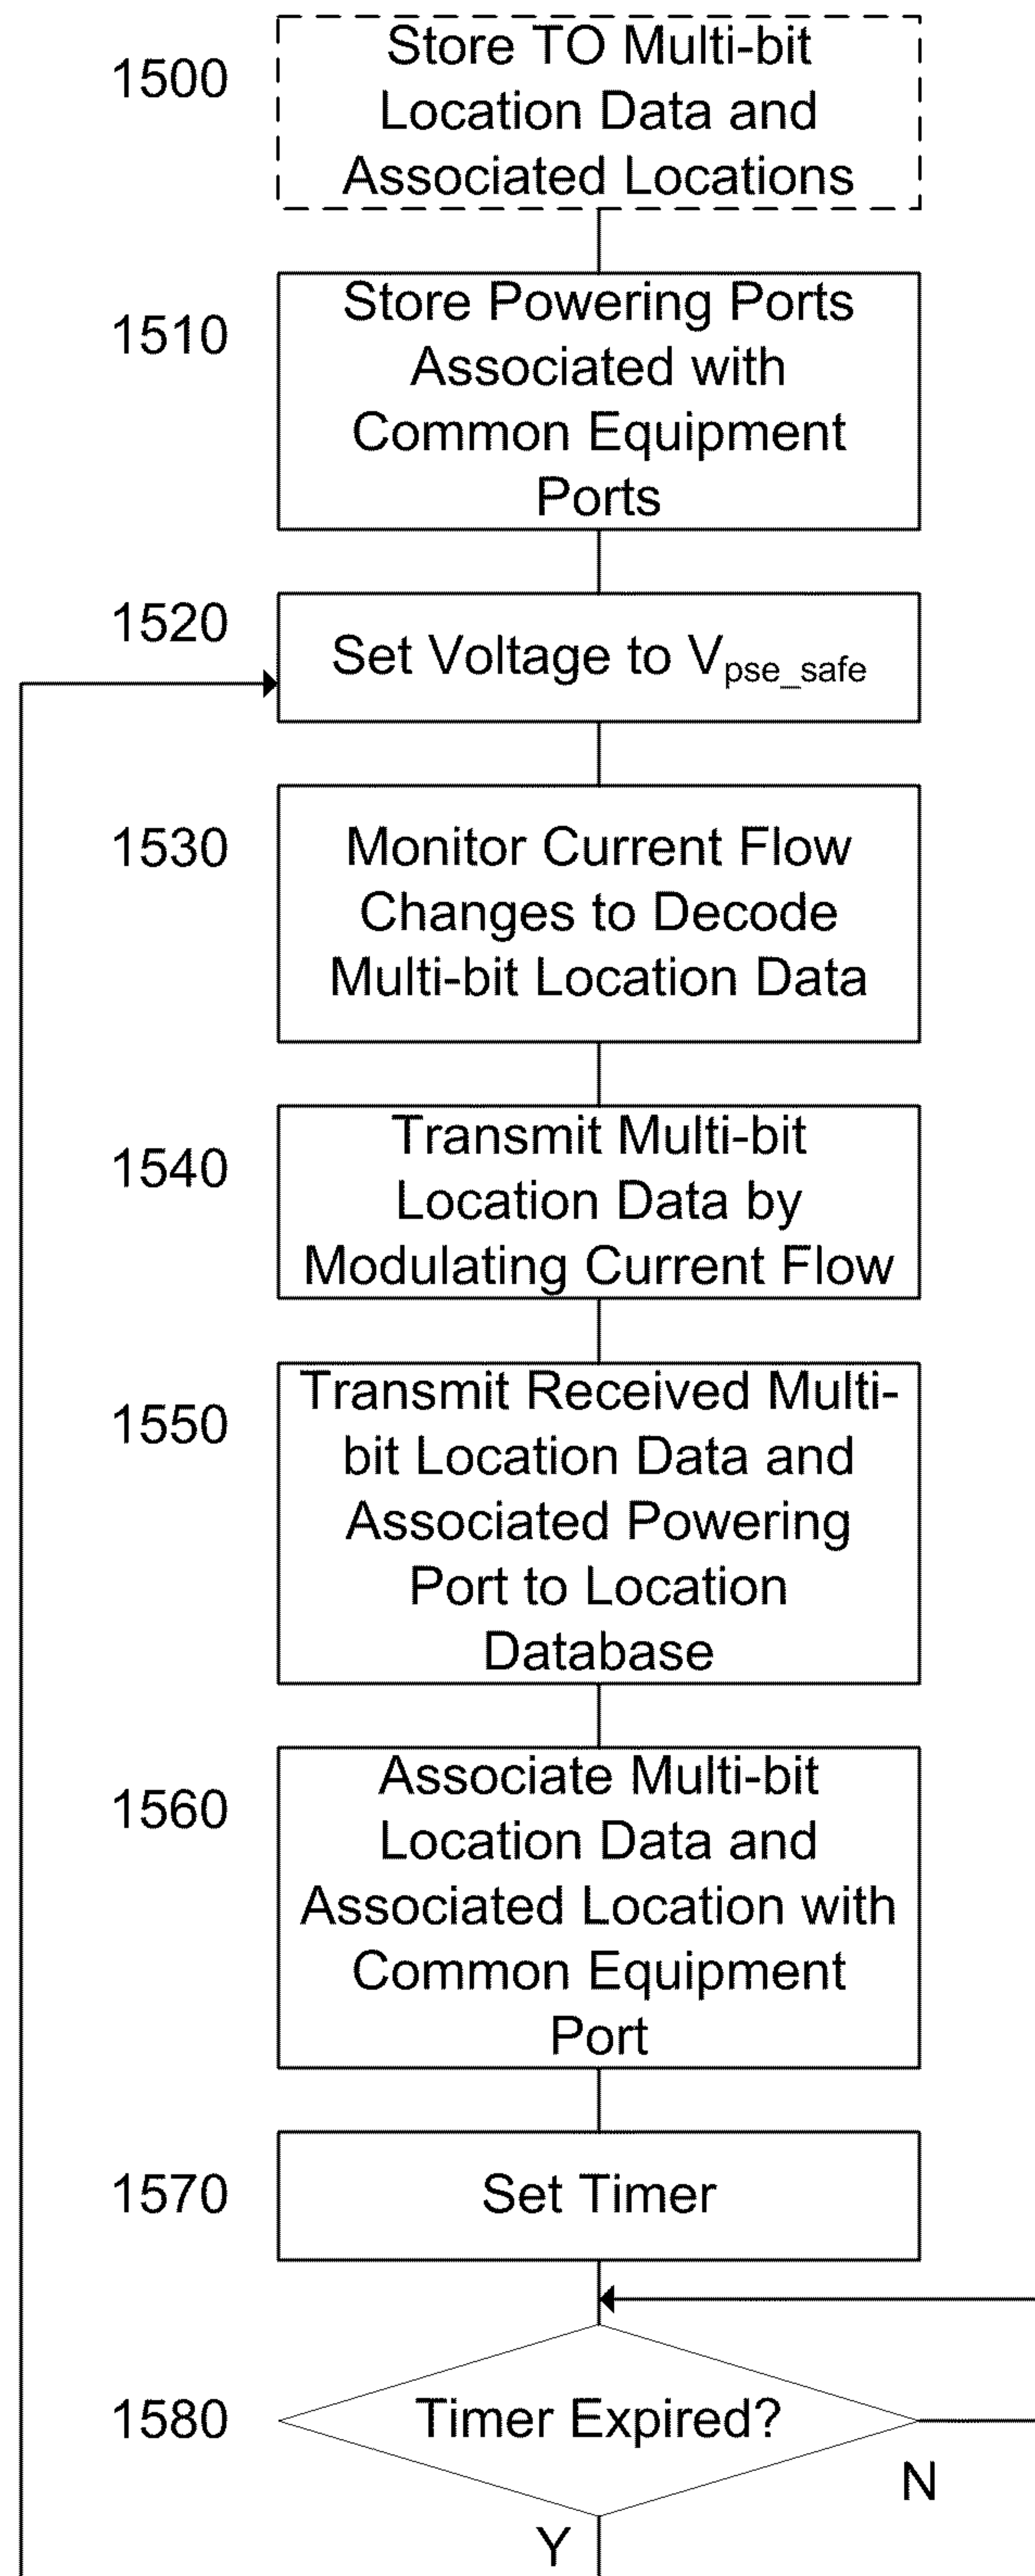 1500
Store TO Multi-bit
Location Data and
Associated Locations
1510
Store Powering Ports
Associated with
Common Equipment
Ports
1520
Set Voltage to Vpse_safe
1530
Monitor Current Flow
Changes to Decode
Multi-bit Location Data
1540
Transmit Multi-bit
Location Data by
Modulating Current Flow
1550
Transmit Received Multi-
bit Location Data and
Associated Powering
Port to Location
Database
1560
Associate Multi-bit
Location Data and
Associated Location with
Common Equipment
Port
1570
Set Timer
1580
Timer Expired?
N
Y